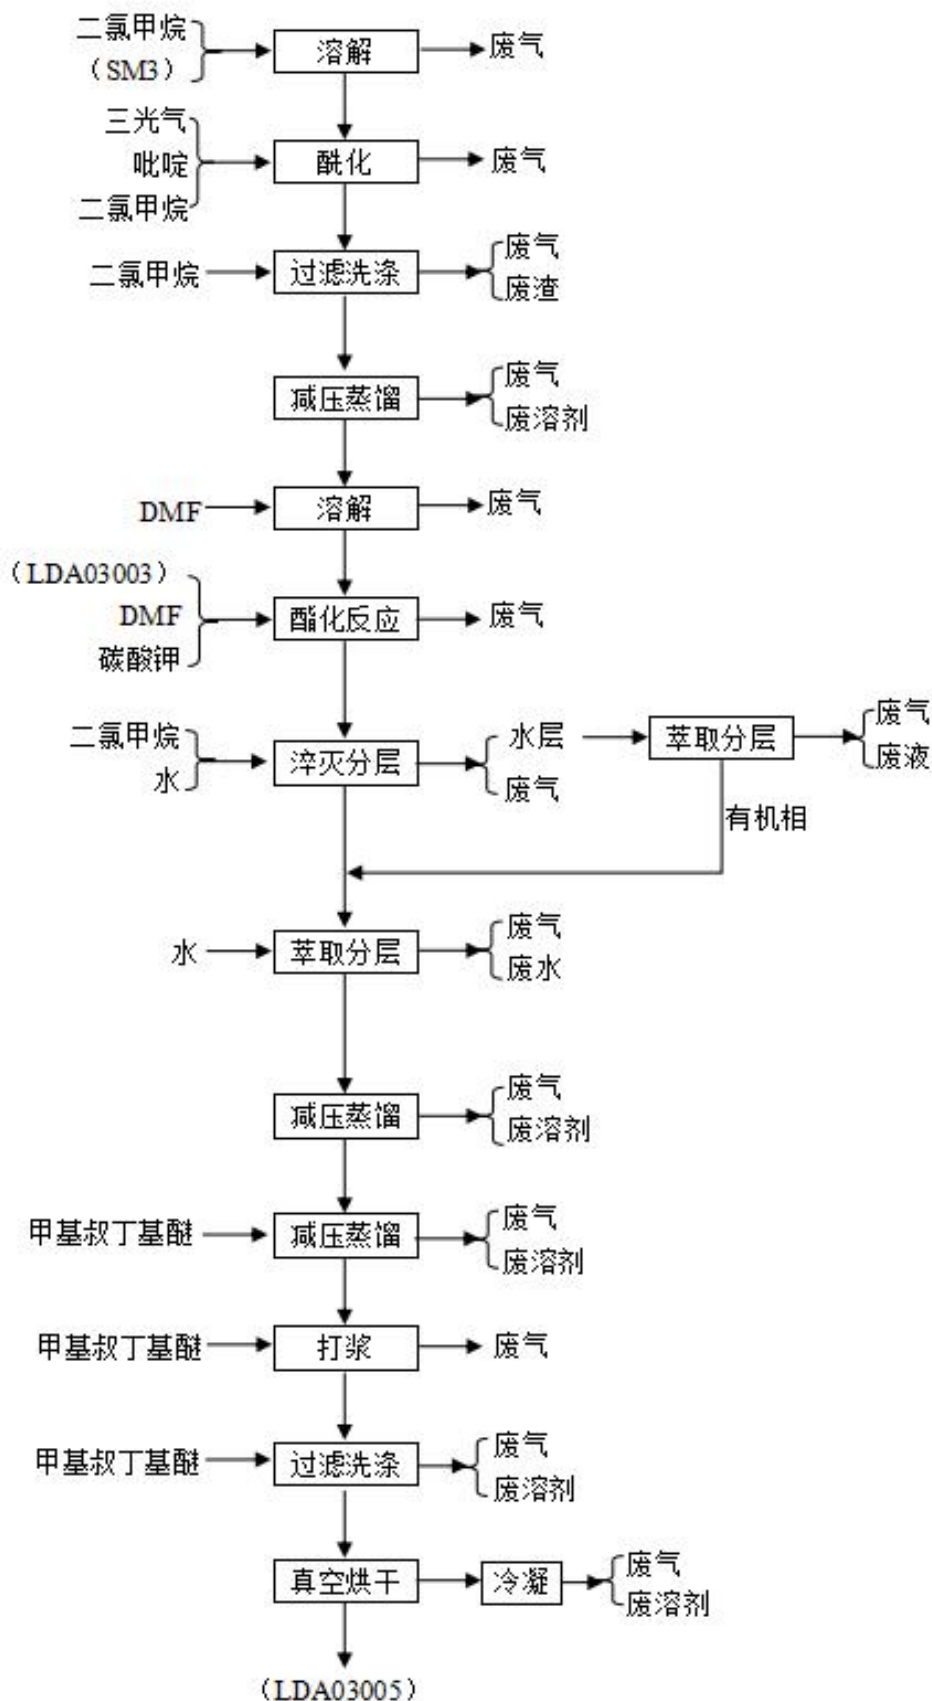 二氯甲烷
（SM3）
溶解
废气
三光气
吡啶
二氯甲烷
酰化
废气
二氯甲烷
过滤洗涤
废气
废渣
减压蒸馏
废气
废溶剂
DMF
溶解
废气
（LDA03003）
DMF
碳酸钾
酯化反应
废气
二氯甲烷
水
淬灭分层
水层
废气
萃取分层
废气
废液
有机相
水
萃取分层
废气
废水
减压蒸馏
废气
废溶剂
甲基叔丁基醚
减压蒸馏
废气
废溶剂
甲基叔丁基醚
打浆
废气
甲基叔丁基醚
过滤洗涤
废气
废溶剂
真空烘干
冷凝
废气
废溶剂
（LDA03005）